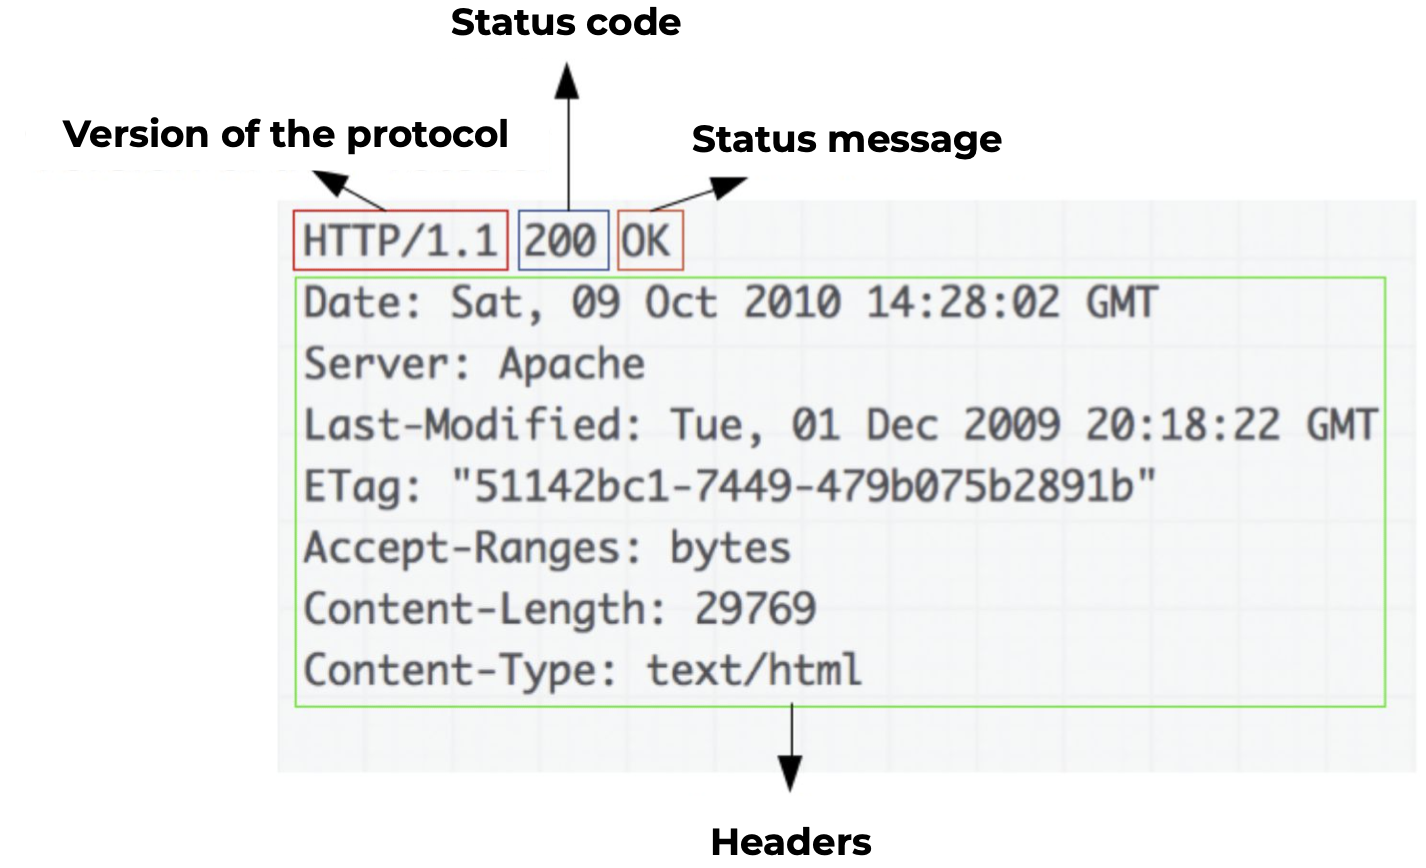 Status code
Version of the protocol
Status message
HTTP/1.1 200 OK
Date: Sat, 09 Oct 2010 14:28:02 GMT
Server: Apache
Last-Modified: Tue, 01 Dec 2009 20:18:22 GMT
ETag: "51142bc1-7449-479b075b2891b"
Accept-Ranges: bytes
Content-Length: 29769
Content-Type: text/html
Headers